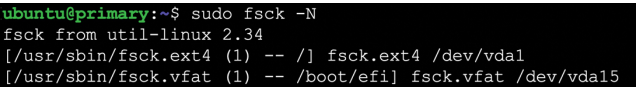 ubuntu@primary:~$ sudo fsck -N
fsck from util-linux 2.34
[/usr/sbin/fsck.ext4 (1) -- /] fsck.ext4 /dev/vda1
[/usr/sbin/fsck.vfat (1) -- /boot/efi] fsck.vfat /dev/vda15